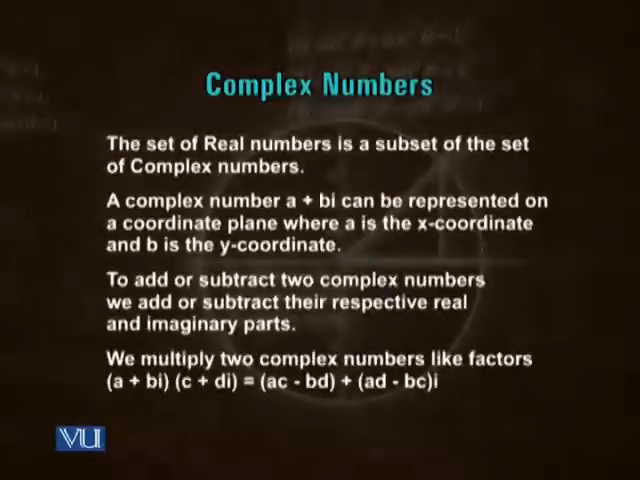 Complex Numbers
The set of Real numbers is a subset of the set
of Complex numbers.
A complex number a + bi can be represented on
a coordinate plane where a is the x-coordinate
and b is the y-coordinate.
To add or subtract two complex numbers
we add or subtract their respective real
and imaginary parts.
We multiply two complex numbers like factors
(a + bi) (c + di) = (ac - bd) + (ad - bc)i
VU